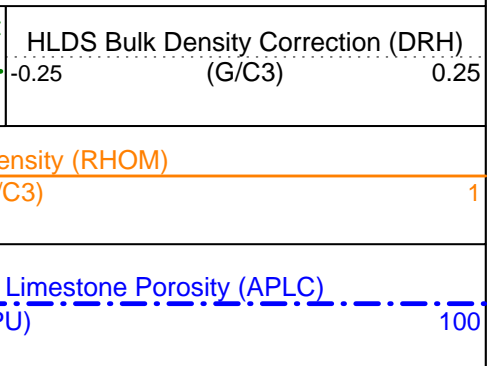 HLDS Bulk Density Correction (DRH)
-0.25 (G/C3) 0.25
ensity (RHOM)
/C3) 1
Limestone Porosity (APLC)
PU) 100